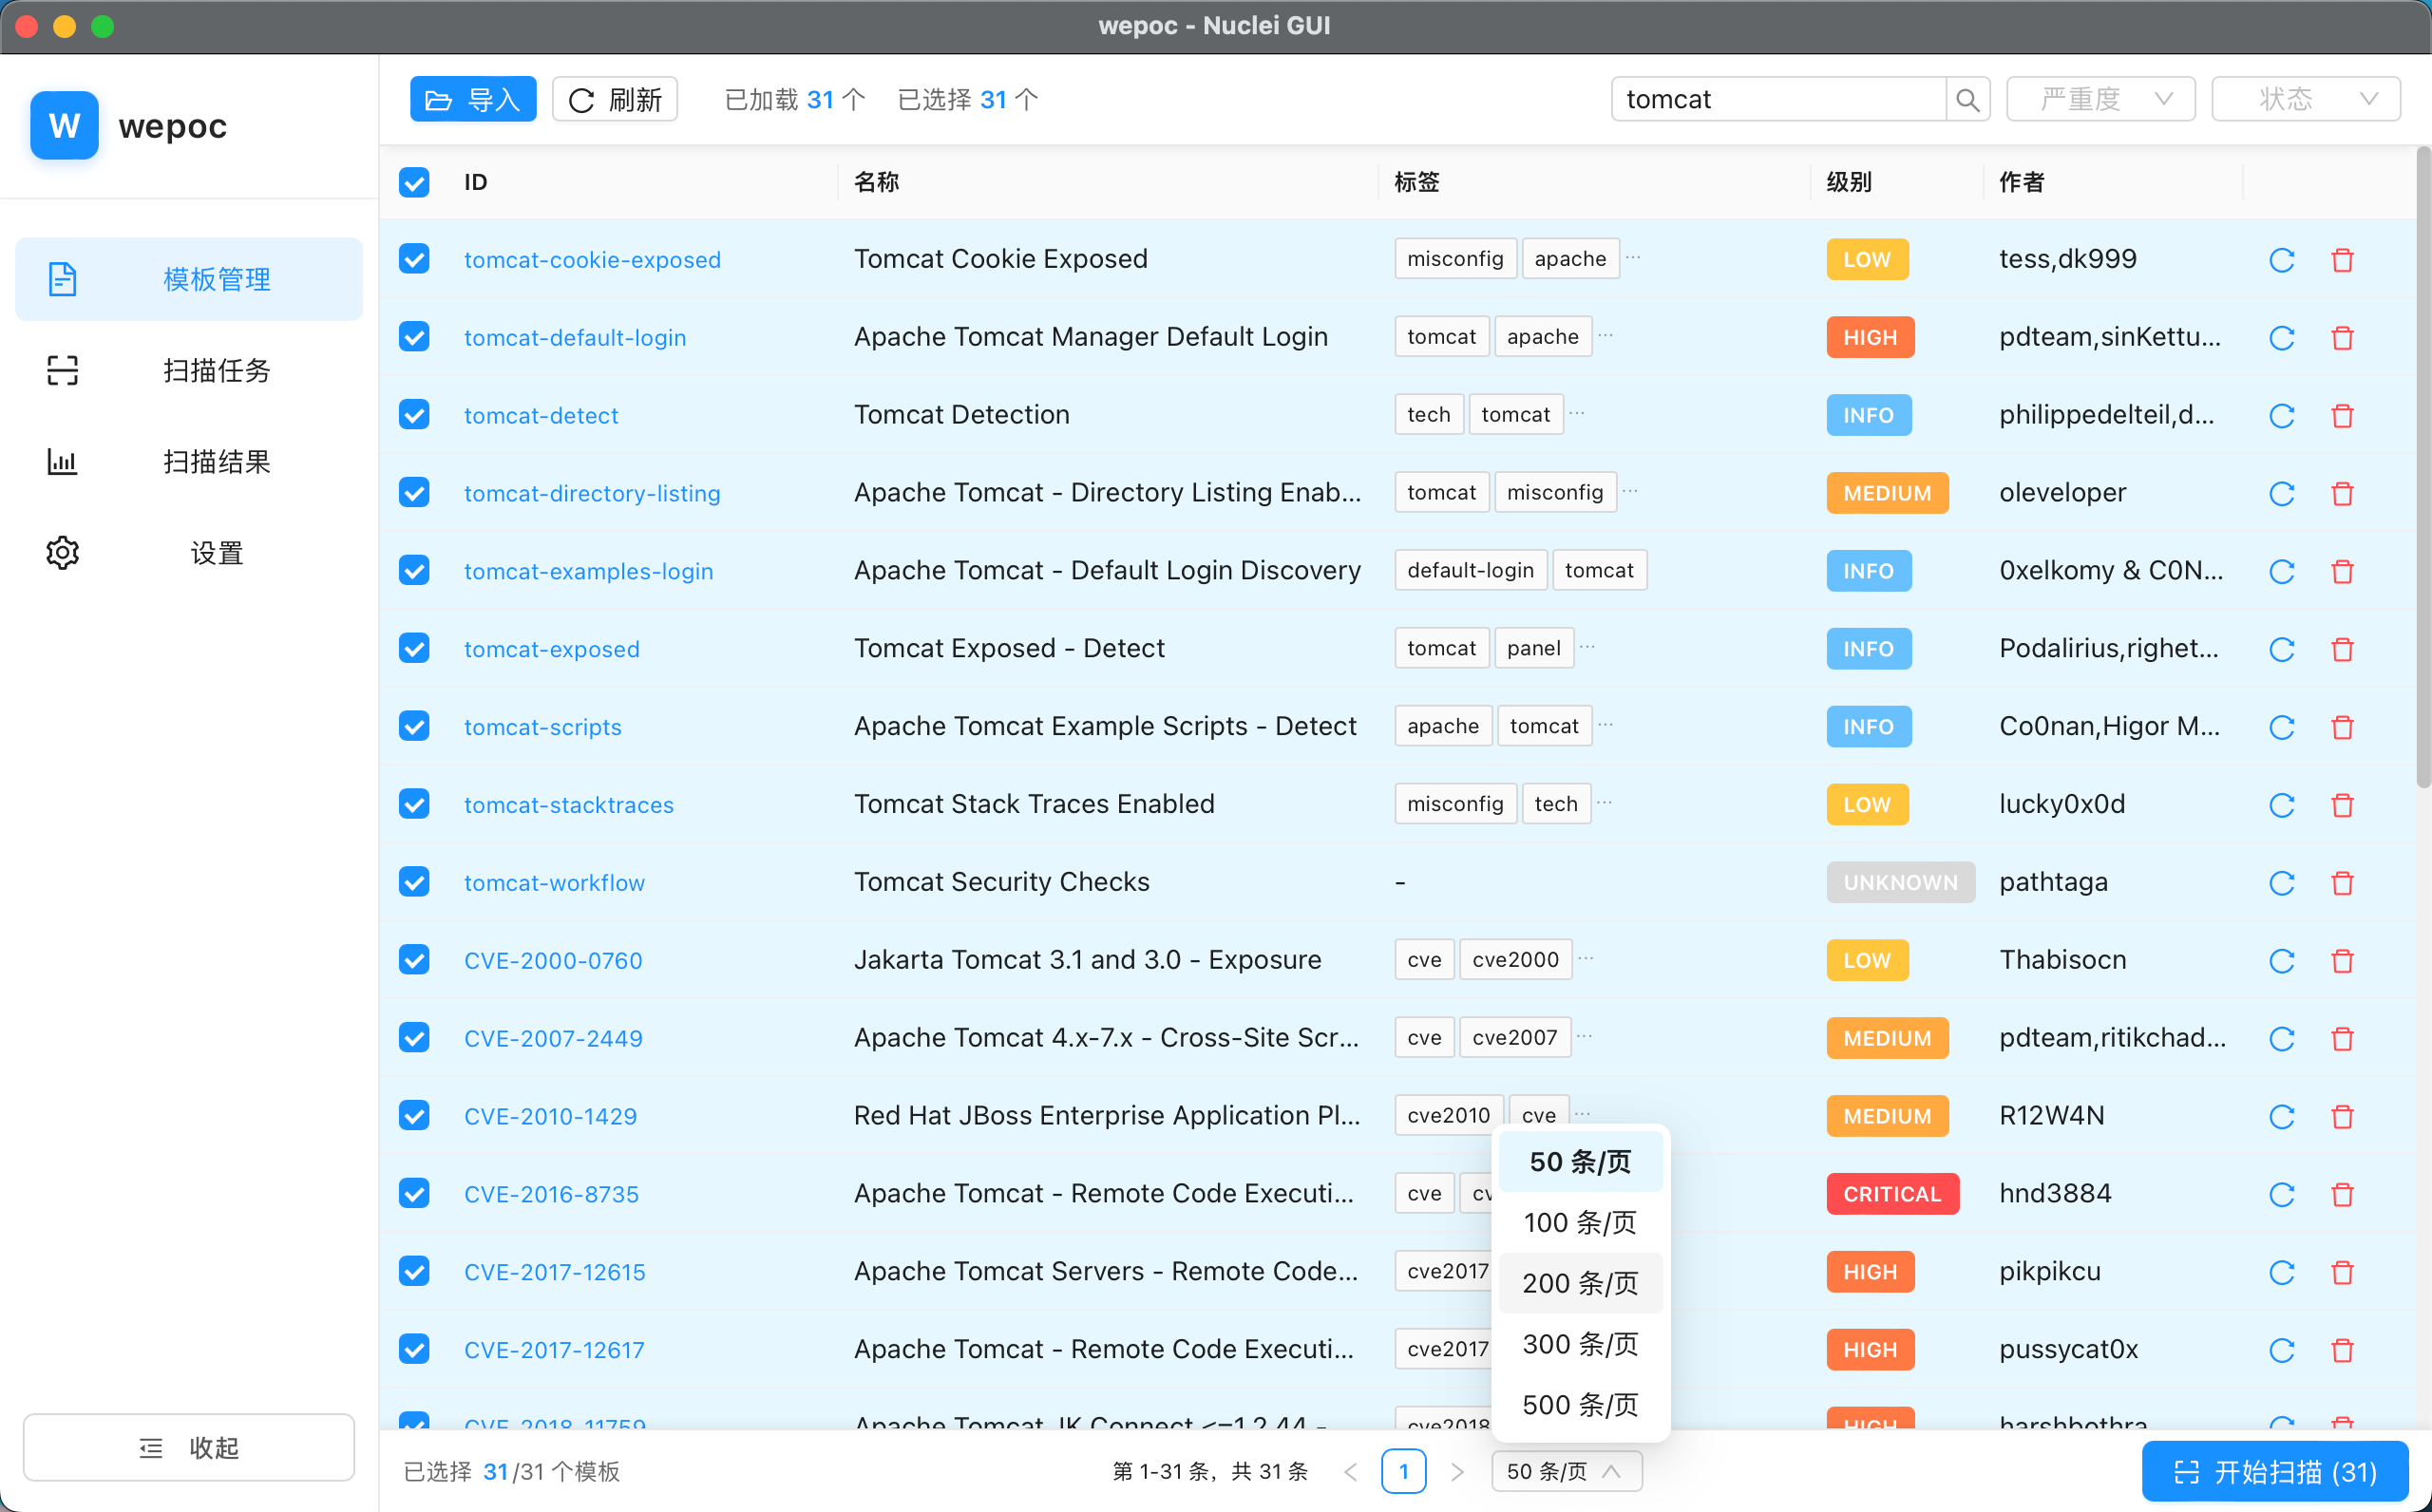 wepoc - Nuclei GUI
W wepoc
导入 刷新 已加载 31 个 已选择 31 个 tomcat 严重度 状态
模板管理
扫描任务
扫描结果
设置
收起
ID 名称 标签 级别 作者
tomcat-cookie-exposed Tomcat Cookie Exposed misconfig apache ... LOW tess,dk999
tomcat-default-login Apache Tomcat Manager Default Login tomcat apache ... HIGH pdteam,sinKettu...
tomcat-detect Tomcat Detection tech tomcat ... INFO philippedelteil,d...
tomcat-directory-listing Apache Tomcat - Directory Listing Enab... tomcat misconfig ... MEDIUM oleveloper
tomcat-examples-login Apache Tomcat - Default Login Discovery default-login tomcat INFO 0xelkomy & C0N...
tomcat-exposed Tomcat Exposed - Detect tomcat panel ... INFO Podalirius,righet...
tomcat-scripts Apache Tomcat Example Scripts - Detect apache tomcat ... INFO Co0nan,Higor M...
tomcat-stacktraces Tomcat Stack Traces Enabled misconfig tech ... LOW lucky0x0d
tomcat-workflow Tomcat Security Checks - UNKNOWN pathtaga
CVE-2000-0760 Jakarta Tomcat 3.1 and 3.0 - Exposure cve cve2000 ... LOW Thabisocn
CVE-2007-2449 Apache Tomcat 4.x-7.x - Cross-Site Scr... cve cve2007 ... MEDIUM pdteam,ritikchad...
CVE-2010-1429 Red Hat JBoss Enterprise Application Pl... cve2010 cve ... MEDIUM R12W4N
CVE-2016-8735 Apache Tomcat - Remote Code Executi... cve CRITICAL hnd3884
CVE-2017-12615 Apache Tomcat Servers - Remote Code... cve2017 HIGH pikpikcu
CVE-2017-12617 Apache Tomcat - Remote Code Executi... cve2017 HIGH pussycat0x
CVE-2018-11759 Apache Tomcat JK Connect <=1.2.44 - cve2018 HIGH harshbothra
50 条/页
100 条/页
200 条/页
300 条/页
500 条/页
已选择 31/31 个模板 第 1-31 条, 共 31 条 1 50 条/页 开始扫描 (31)